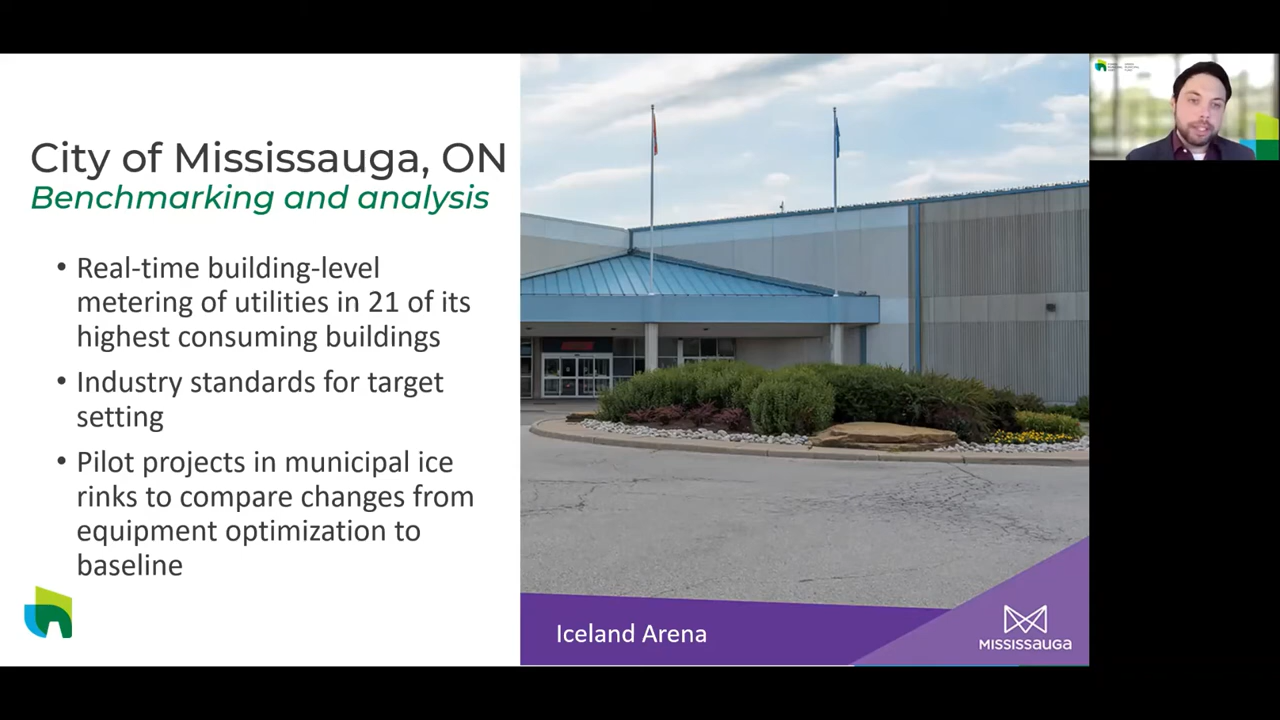 City of Mississauga, ON
Benchmarking and analysis
• Real-time building-level
metering of utilities in 21 of its
highest consuming buildings
• Industry standards for target
setting
• Pilot projects in municipal ice
rinks to compare changes from
equipment optimization to
baseline
Iceland Arena
MISSISSAUGA